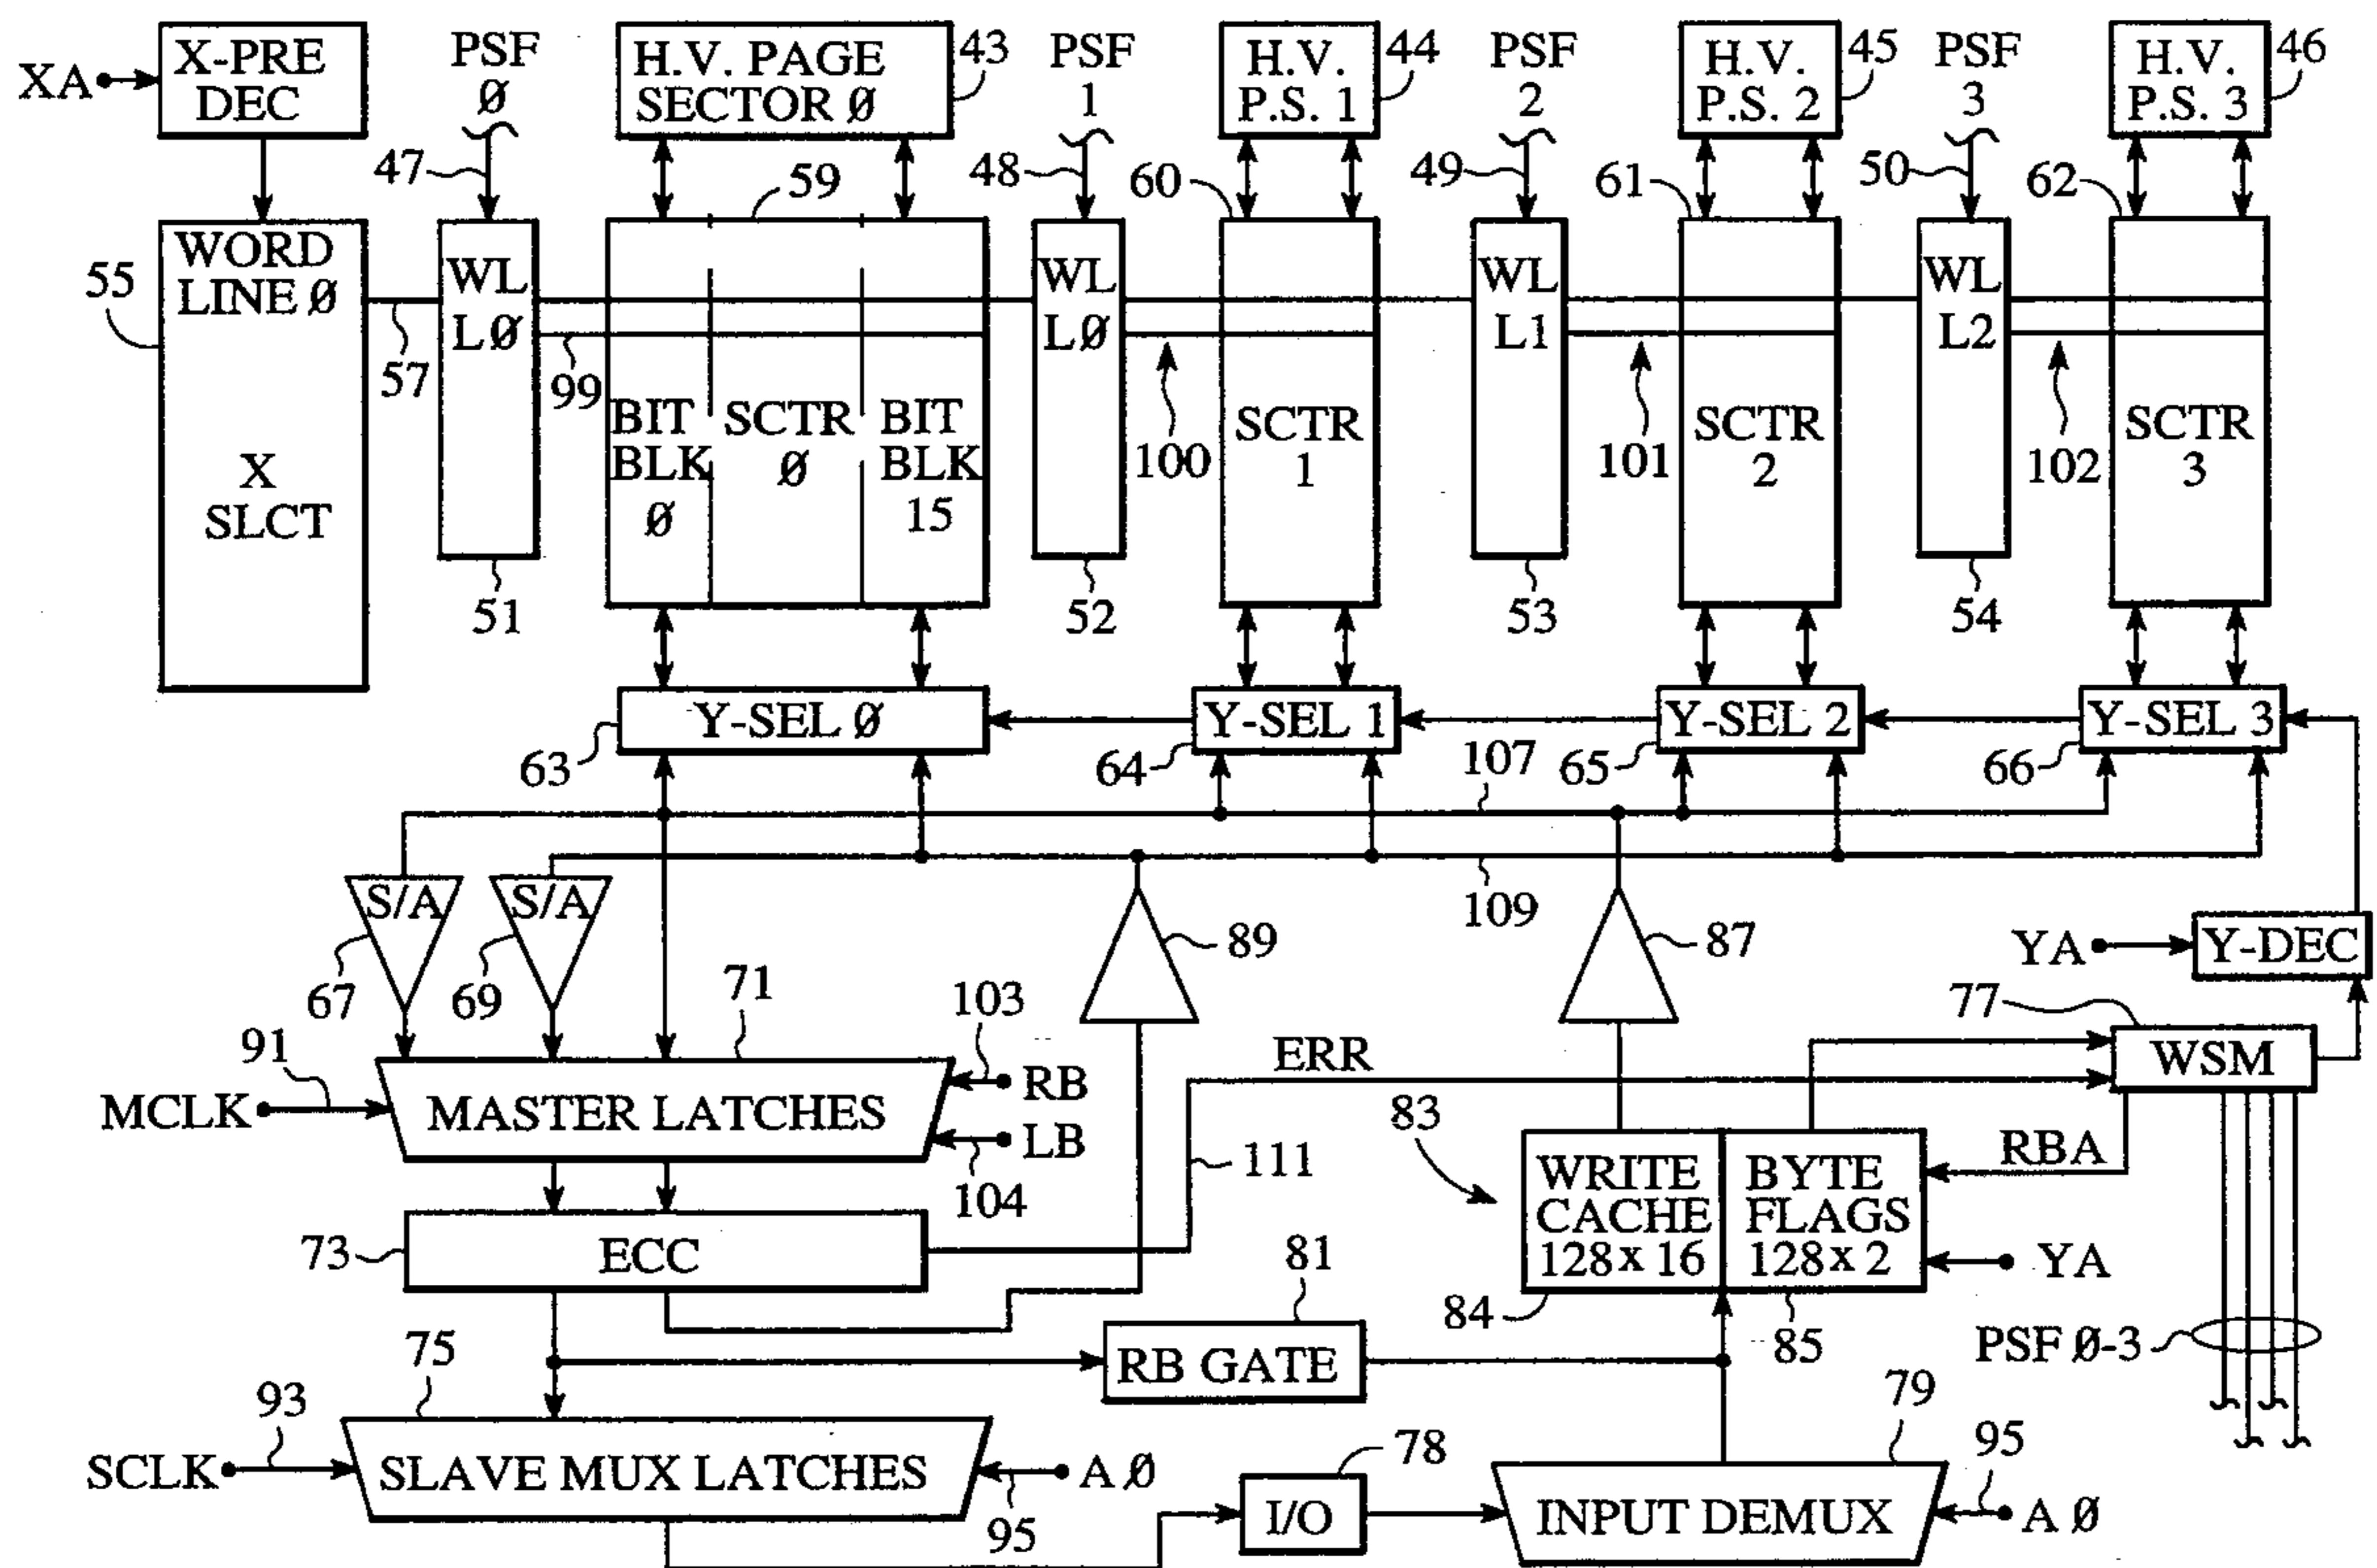 XA
X-PRE
DEC
PSF
Ø
H.V. PAGE
SECTOR Ø
43
PSF
1
H.V.
P.S. 1
44
PSF
2
H.V.
P.S. 2
45
PSF
3
H.V.
P.S. 3
46
47
59
48
60
49
61
50
62
55
WORD
LINE Ø
X
SLCT
57
WL
LØ
99
BIT
BLK
Ø
SCTR
Ø
BIT
BLK
15
WL
LØ
100
SCTR
1
WL
L1
101
SCTR
2
WL
L2
102
SCTR
3
51
52
53
54
Y-SEL Ø
Y-SEL 1
Y-SEL 2
Y-SEL 3
63
64
107
65
66
S/A
S/A
109
89
87
YA
Y-DEC
67
69
71
103
77
91
RB
ERR
WSM
MCLK
MASTER LATCHES
LB
83
RBA
104
111
WRITE
CACHE
128 x 16
BYTE
FLAGS
128 x 2
73
ECC
81
YA
84
85
PSF Ø-3
75
RB GATE
79
93
78
95
SCLK
SLAVE MUX LATCHES
A Ø
95
I/O
INPUT DEMUX
A Ø